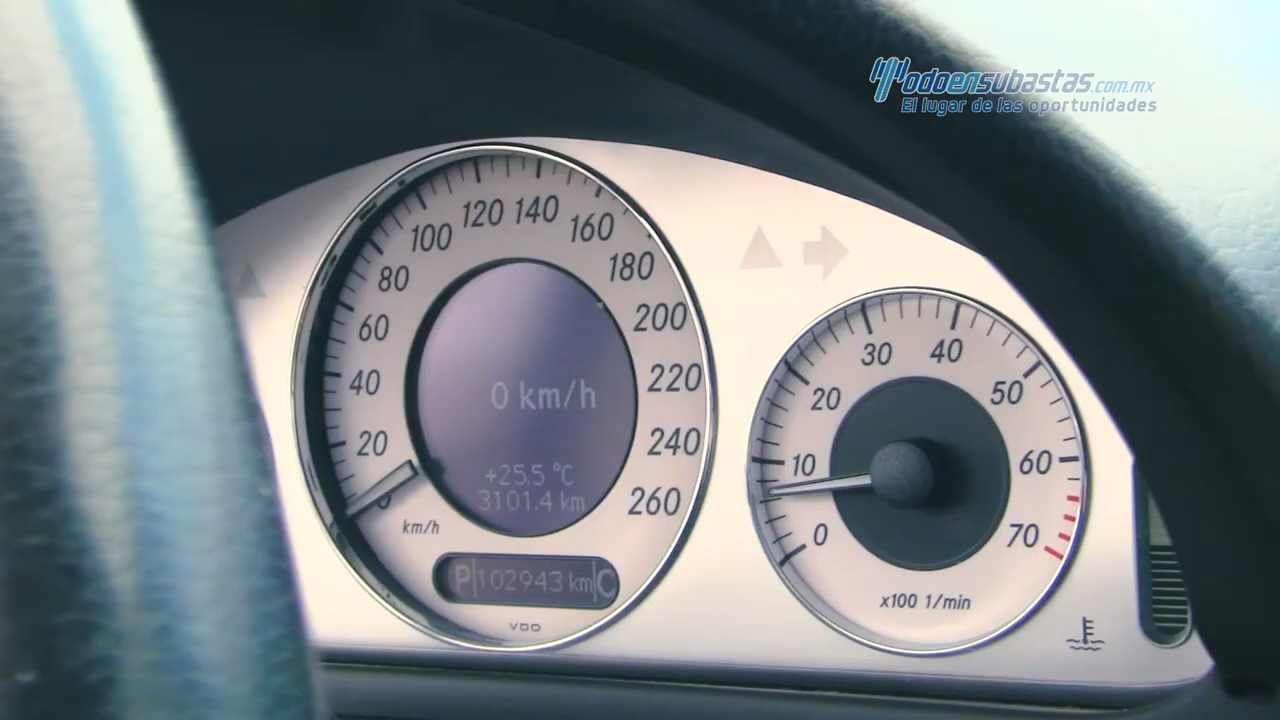 Todoensubastas.com.mx
El lugar de las oportunidades
20
40
60
80
100
120
140
160
180
200
220
240
260
km/h
0 km/h
+25.5 °C
3101.4 km
P 102943 km C
VDO
0
10
20
30
40
50
60
70
x100 1/min